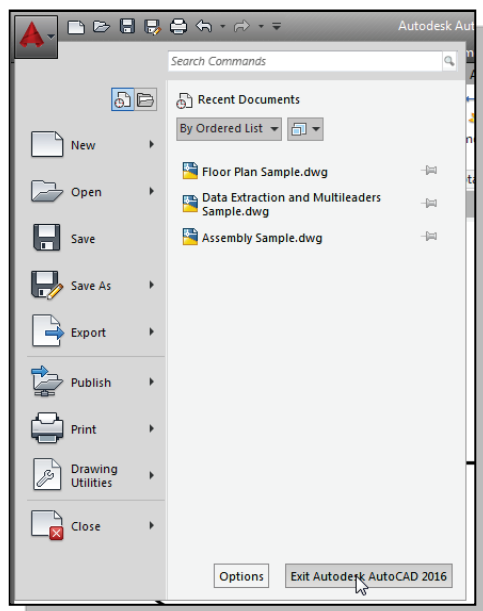 Autodesk Aut
Search Commands
Recent Documents
By Ordered List
New
Open
Save
Save As
Export
Publish
Print
Drawing
Utilities
Close
Floor Plan Sample.dwg
Data Extraction and Multileaders
Sample.dwg
Assembly Sample.dwg
Options
Exit Autodesk AutoCAD 2016